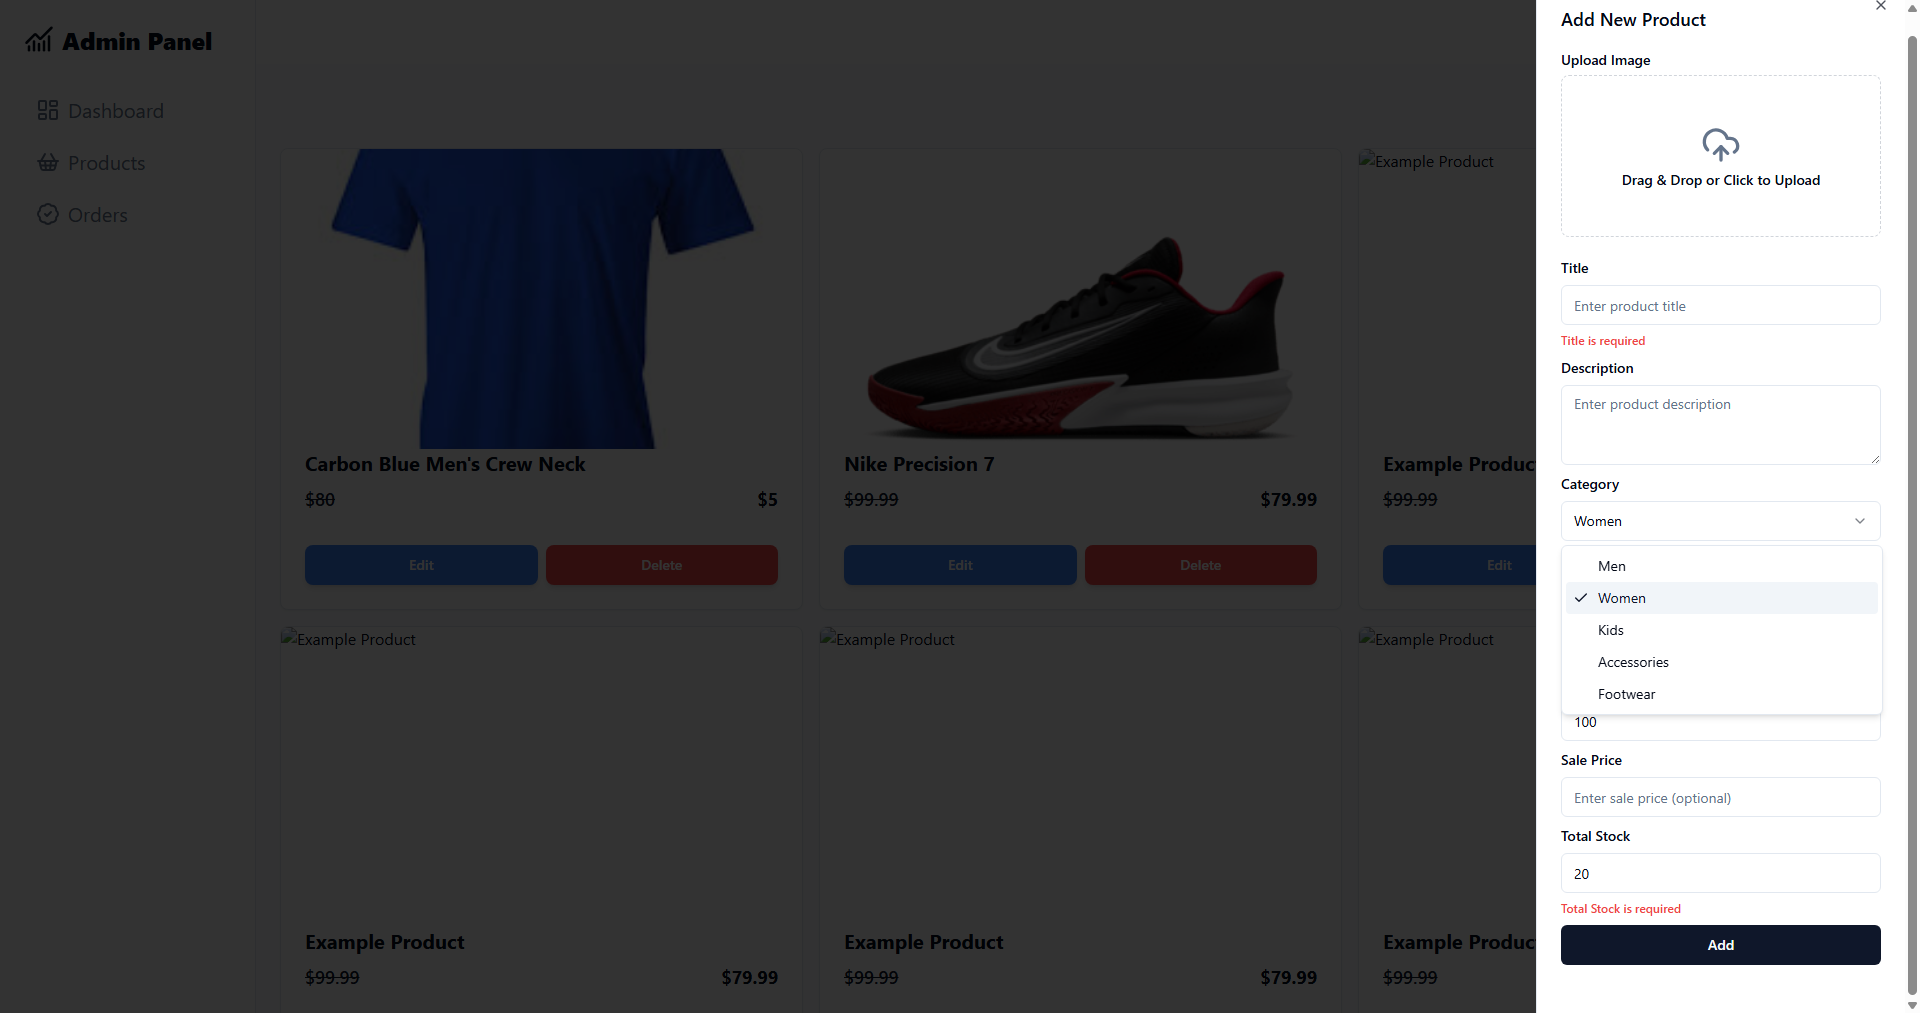 Admin Panel
Dashboard
Products
Orders
Carbon Blue Men's Crew Neck
$80
$5
Edit
Delete
Nike Precision 7
$99.99
$79.99
Edit
Delete
Example Product
Example Produc
$99.99
Edit
Example Product
Example Product
$99.99
$79.99
Example Product
Example Product
$99.99
$79.99
Example Product
Example Produc
$99.99
Add New Product
Upload Image
Drag & Drop or Click to Upload
Title
Enter product title
Title is required
Description
Enter product description
Category
Women
Men
Women
Kids
Accessories
Footwear
100
Sale Price
Enter sale price (optional)
Total Stock
20
Total Stock is required
Add